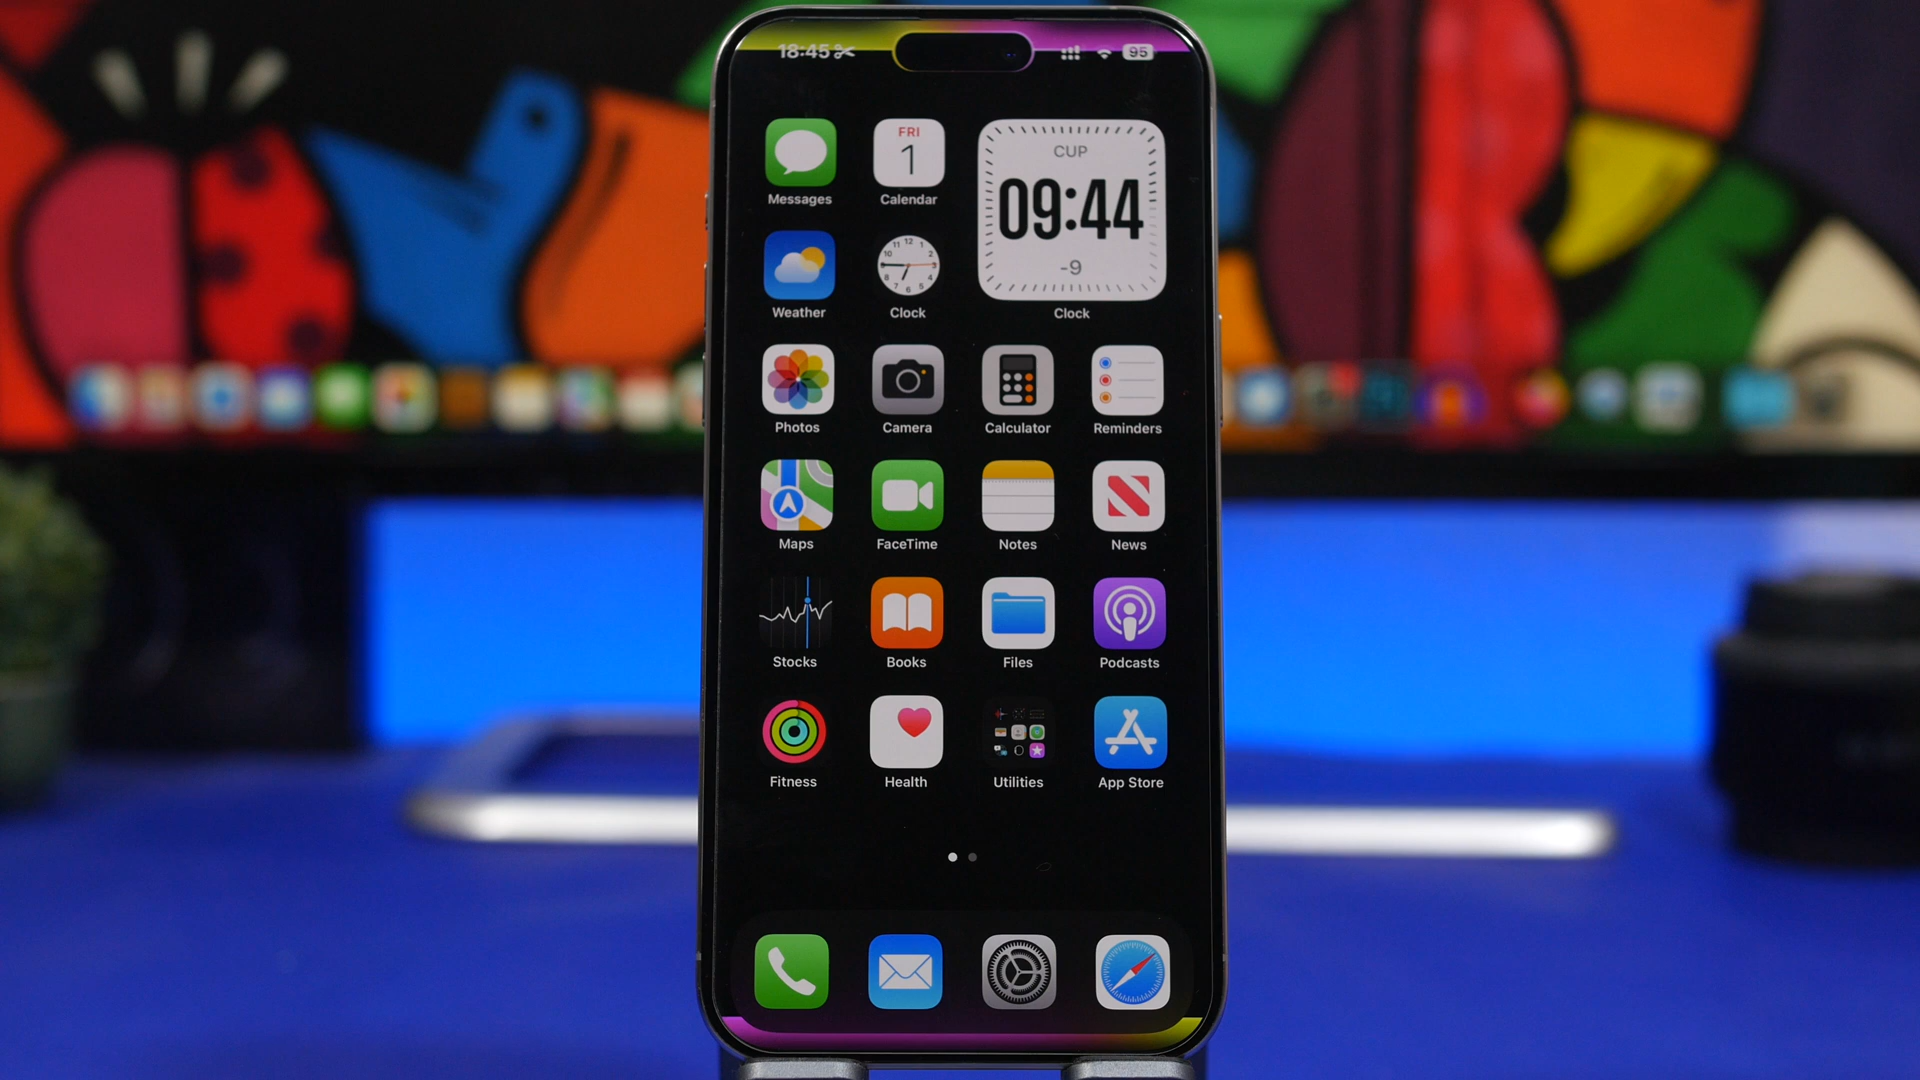 18:45 95
Messages
FRI
1
Calendar
CUP
09:44
-9
Weather
Clock
Clock
Photos
Camera
Calculator
Reminders
Maps
FaceTime
Notes
News
Stocks
Books
Files
Podcasts
Fitness
Health
Utilities
App Store